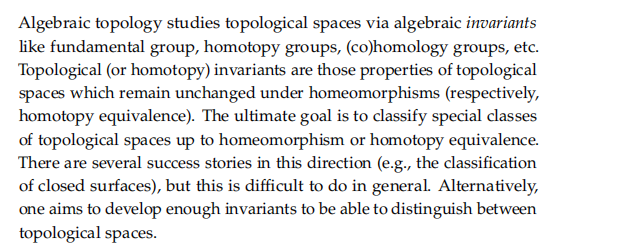 Algebraic topology studies topological spaces via algebraic invariants
like fundamental group, homotopy groups, (co)homology groups, etc.
Topological (or homotopy) invariants are those properties of topological
spaces which remain unchanged under homeomorphisms (respectively,
homotopy equivalence). The ultimate goal is to classify special classes
of topological spaces up to homeomorphism or homotopy equivalence.
There are several success stories in this direction (e.g., the classification
of closed surfaces), but this is difficult to do in general. Alternatively,
one aims to develop enough invariants to be able to distinguish between
topological spaces.